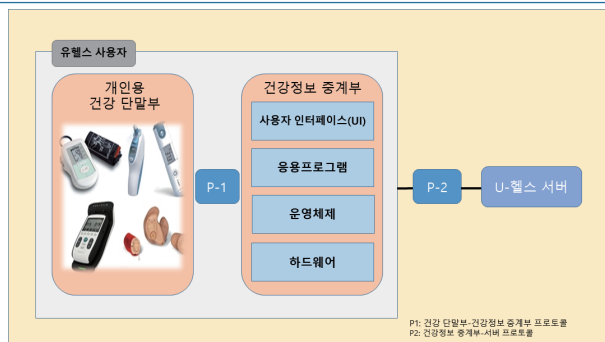 유헬스 사용자
개인용
건강 단말부
P-1
건강정보 중계부
사용자 인터페이스(UI)
응용프로그램
운영체제
하드웨어
P-2
U-헬스 서버
P1: 건강 단말부-건강정보 중계부 프로토콜
P2: 건강정보 중계부-서버 프로토콜